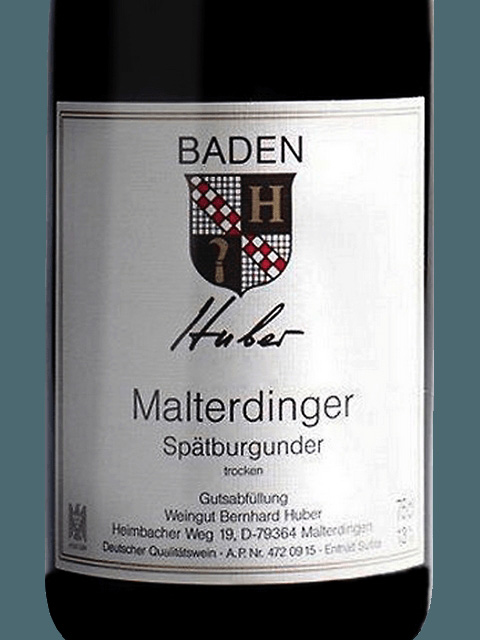 BADEN
H
Huber
Malterdinger
Spätburgunder
trocken
Gutsabfüllung
Weingut Bernhard Huber
Heimbacher Weg 19, D-79364 Malterdingen
75cl
Deutscher Qualitätswein - A.P. Nr. 472 09 15 - Enthält Sulfite
13%